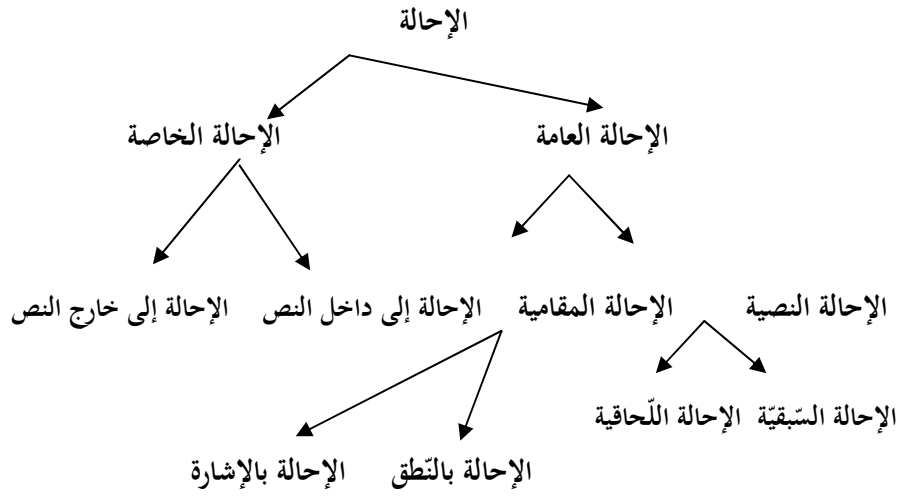 الإحالة
الإحالة العامة الإحالة الخاصة
الإحالة النصية الإحالة المقامية الإحالة إلى داخل النص الإحالة إلى خارج النص
الإحالة السّبقيّة الإحالة اللّحاقية
الإحالة بالنّطق الإحالة بالإشارة